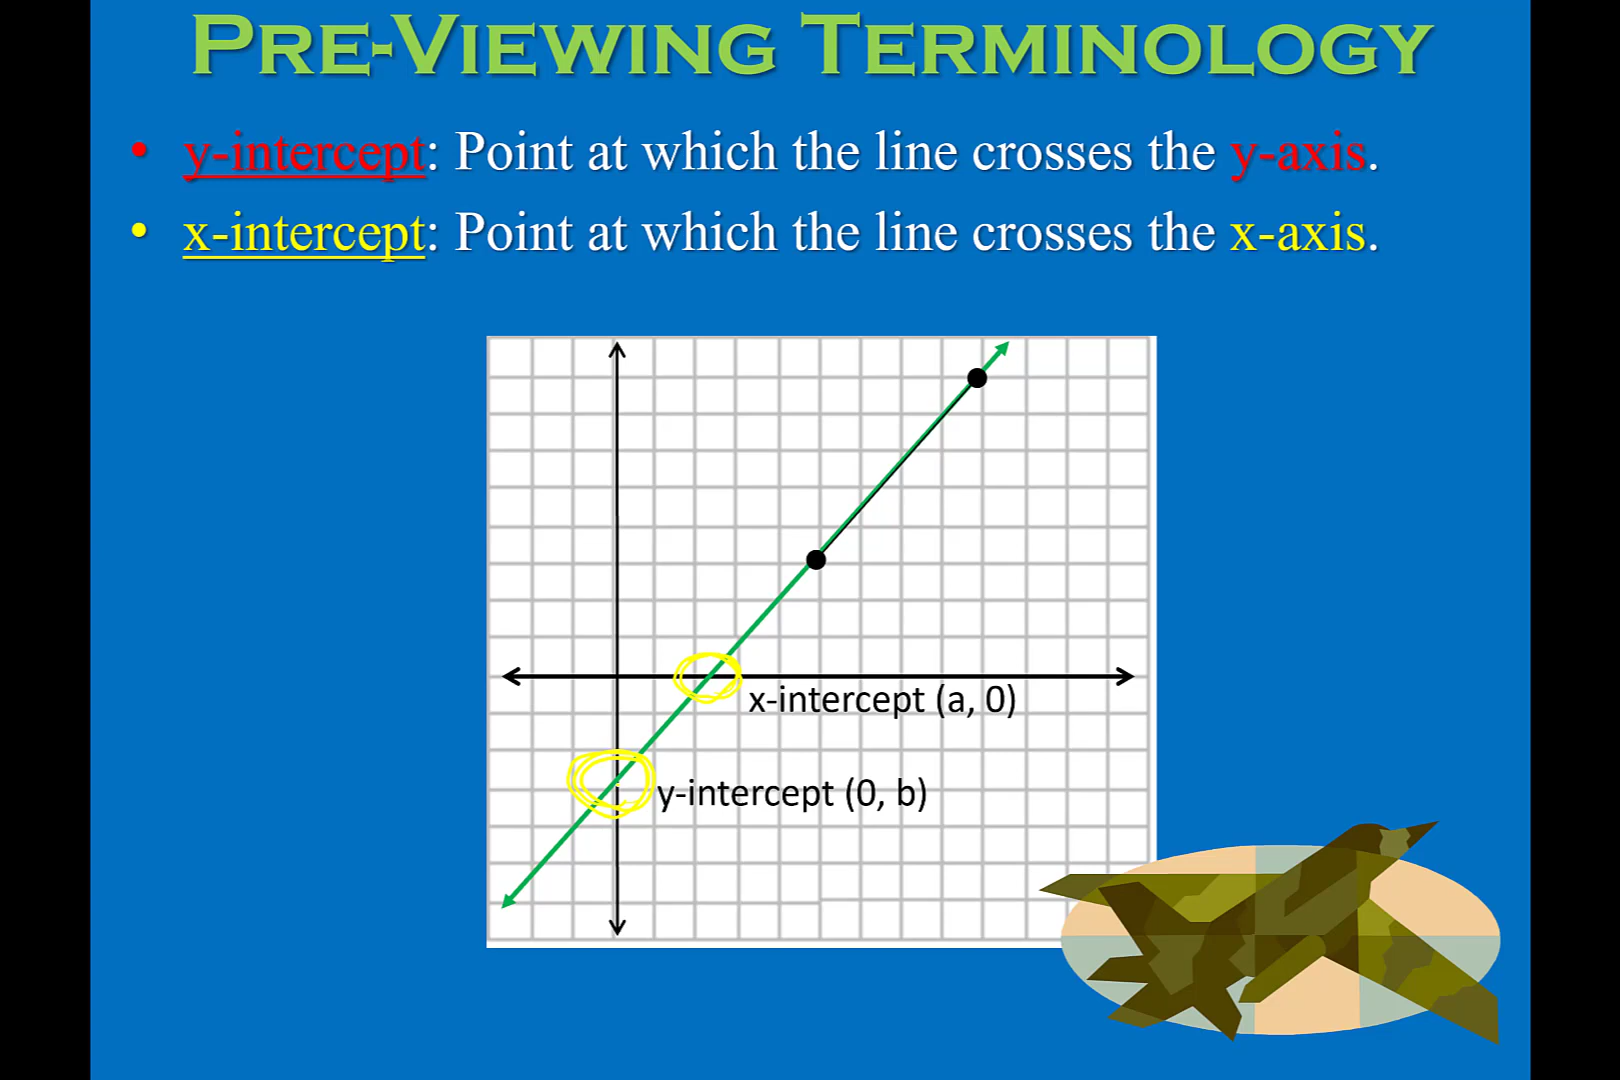 PRE-VIEWING TERMINOLOGY
• y-intercept: Point at which the line crosses the y-axis.
• x-intercept: Point at which the line crosses the x-axis.
x-intercept (a, 0)
y-intercept (0, b)